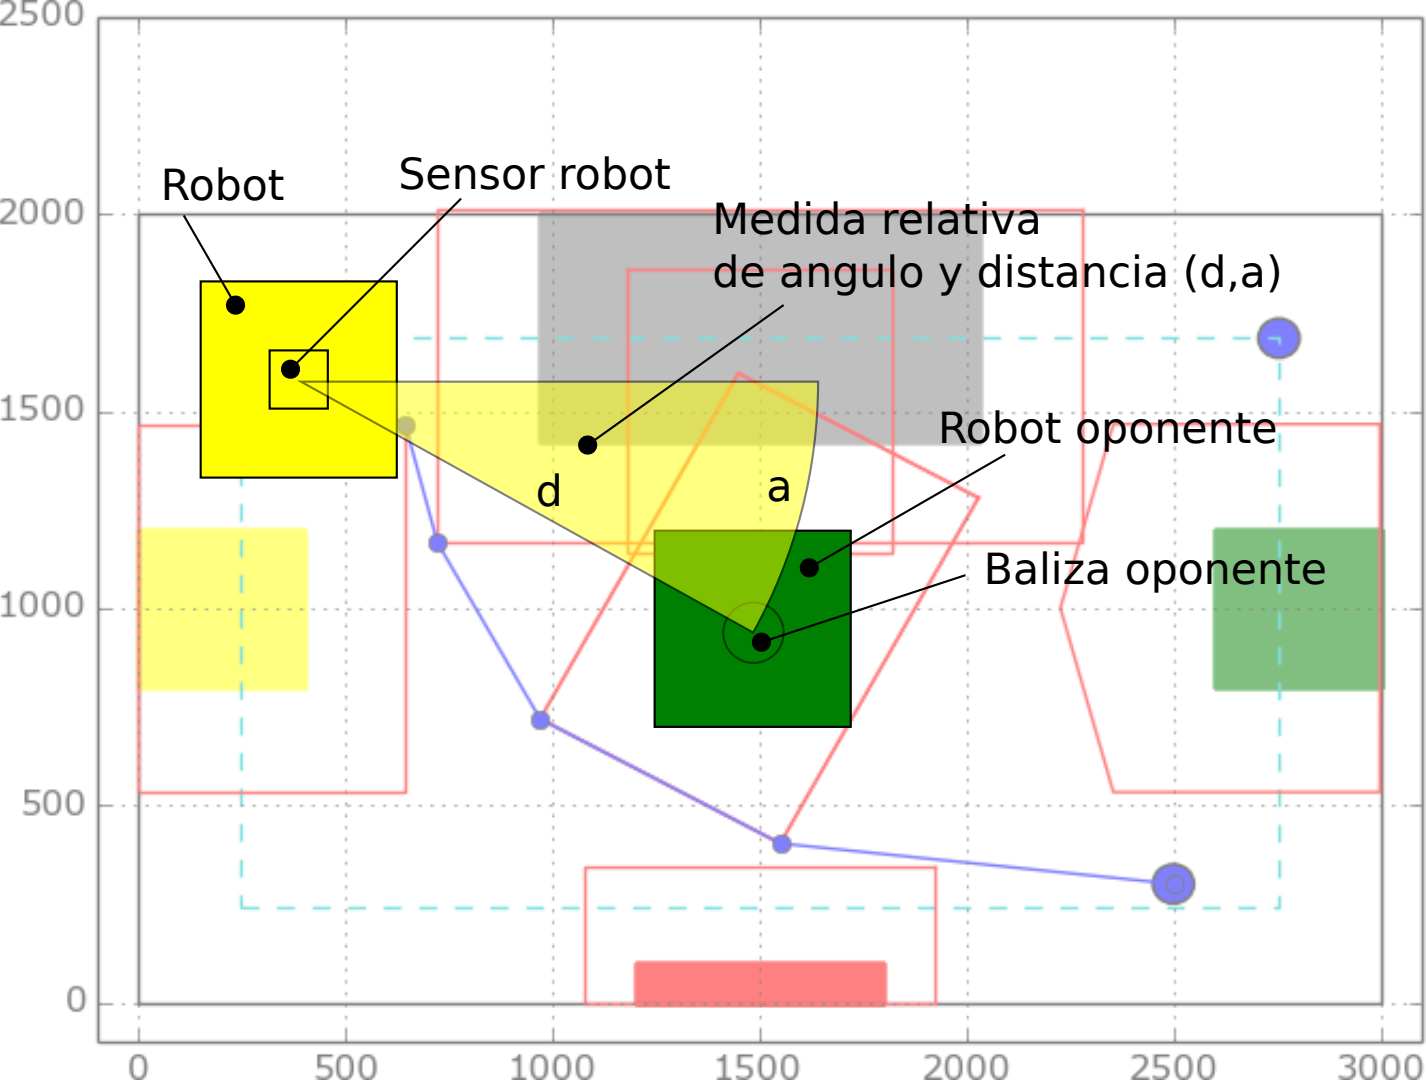 2500
Robot
Sensor robot
2000
Medida relativa
de angulo y distancia (d,a)
1500
Robot oponente
d
a
Baliza oponente
1000
500
0
0 500 1000 1500 2000 2500 3000